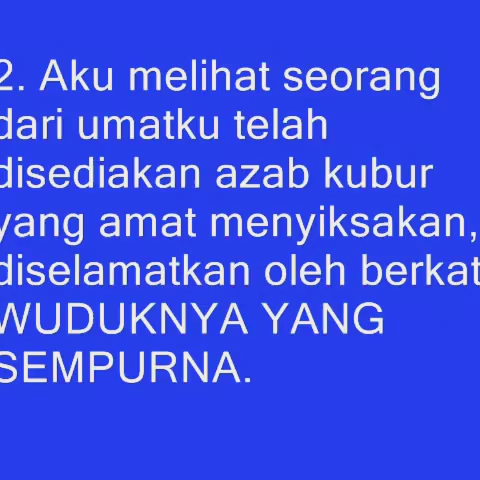 2. Aku melihat seorang
dari umatku telah
disediakan azab kubur
yang amat menyiksakan,
diselamatkan oleh berkat
WUDUKNYA YANG
SEMPURNA.